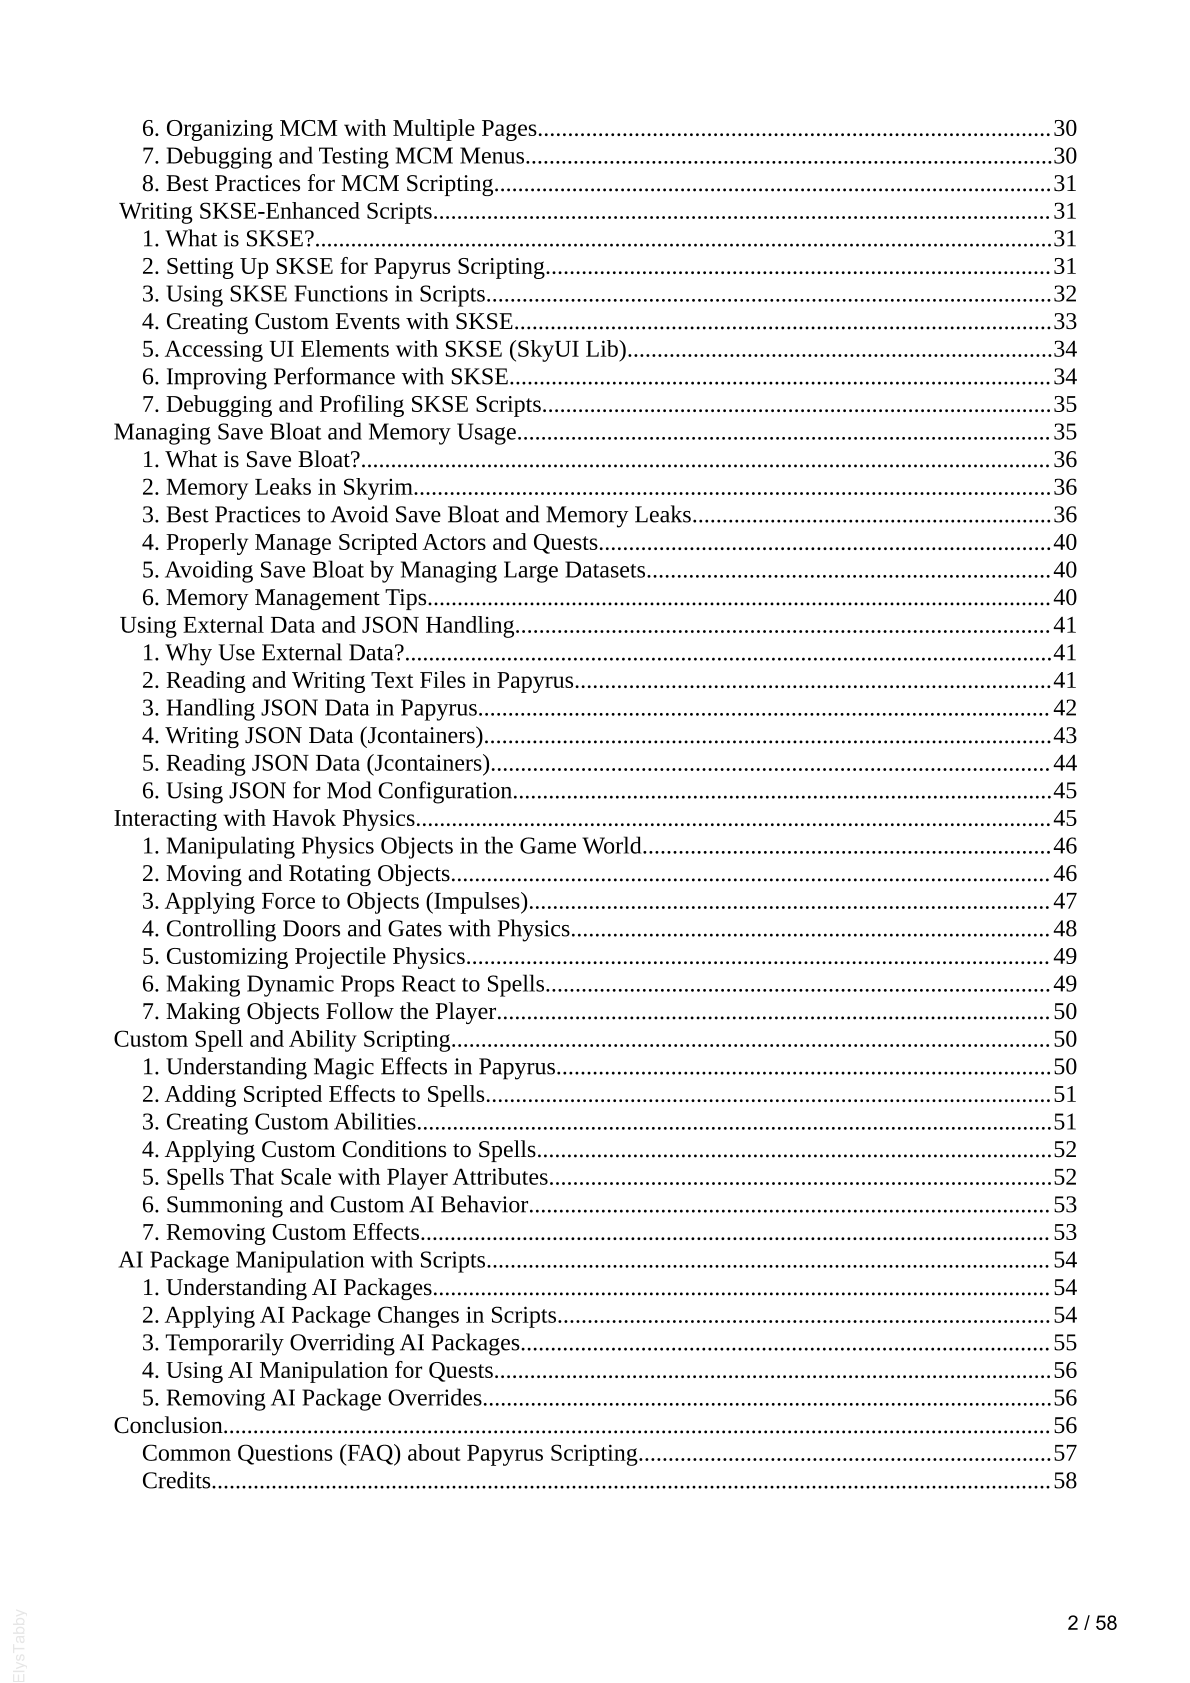 6. Organizing MCM with Multiple Pages....................30
7. Debugging and Testing MCM Menus....................30
8. Best Practices for MCM Scripting....................31
Writing SKSE-Enhanced Scripts....................31
1. What is SKSE?....................31
2. Setting Up SKSE for Papyrus Scripting....................31
3. Using SKSE Functions in Scripts....................32
4. Creating Custom Events with SKSE....................33
5. Accessing UI Elements with SKSE (SkyUI Lib)....................34
6. Improving Performance with SKSE....................34
7. Debugging and Profiling SKSE Scripts....................35
Managing Save Bloat and Memory Usage....................35
1. What is Save Bloat?....................36
2. Memory Leaks in Skyrim....................36
3. Best Practices to Avoid Save Bloat and Memory Leaks....................36
4. Properly Manage Scripted Actors and Quests....................40
5. Avoiding Save Bloat by Managing Large Datasets....................40
6. Memory Management Tips....................40
Using External Data and JSON Handling....................41
1. Why Use External Data?....................41
2. Reading and Writing Text Files in Papyrus....................41
3. Handling JSON Data in Papyrus....................42
4. Writing JSON Data (Jcontainers)....................43
5. Reading JSON Data (Jcontainers)....................44
6. Using JSON for Mod Configuration....................45
Interacting with Havok Physics....................45
1. Manipulating Physics Objects in the Game World....................46
2. Moving and Rotating Objects....................46
3. Applying Force to Objects (Impulses)....................47
4. Controlling Doors and Gates with Physics....................48
5. Customizing Projectile Physics....................49
6. Making Dynamic Props React to Spells....................49
7. Making Objects Follow the Player....................50
Custom Spell and Ability Scripting....................50
1. Understanding Magic Effects in Papyrus....................50
2. Adding Scripted Effects to Spells....................51
3. Creating Custom Abilities....................51
4. Applying Custom Conditions to Spells....................52
5. Spells That Scale with Player Attributes....................52
6. Summoning and Custom AI Behavior....................53
7. Removing Custom Effects....................53
AI Package Manipulation with Scripts....................54
1. Understanding AI Packages....................54
2. Applying AI Package Changes in Scripts....................54
3. Temporarily Overriding AI Packages....................55
4. Using AI Manipulation for Quests....................56
5. Removing AI Package Overrides....................56
Conclusion....................56
Common Questions (FAQ) about Papyrus Scripting....................57
Credits....................58
2 / 58
ElysTabby